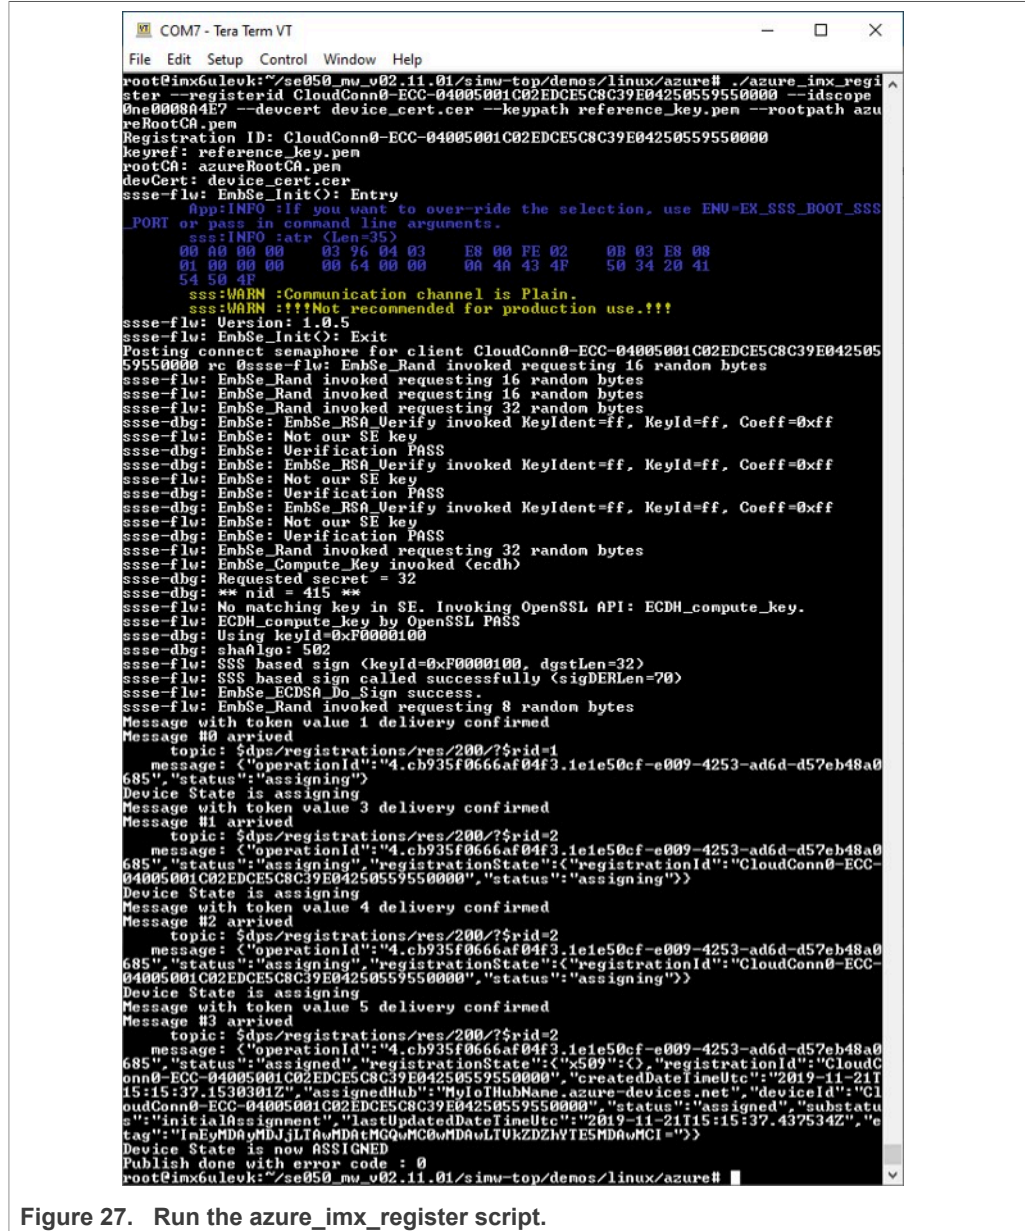 COM7 - Tera Term VT
File Edit Setup Control Window Help
root@imx6ulevk:~/se050_mw_v02.11.01/simw-top/demos/linux/azure# ./azure_imx_regi
ster --registerid CloudConn0-ECC-04005001C02EDCE5C8C39E04250559550000 --idscope
0ne0008A4E7 --devcert device_cert.cer --keypath reference_key.pem --rootpath azu
reRootCA.pem
Registration ID: CloudConn0-ECC-04005001C02EDCE5C8C39E04250559550000
keyref: reference_key.pem
rootCA: azureRootCA.pem
devCert: device_cert.cer
ssse-flw: EmbSe_Init(): Entry
App:INFO :If you want to over-ride the selection, use ENV=EX_SSS_BOOT_SSS
_PORT or pass in command line arguments.
sss:INFO :atr (Len=35)
00 A0 00 00 03 96 04 03 E8 00 FE 02 0B 03 E8 08
01 00 00 00 00 64 00 00 0A 4A 43 4F 50 34 20 41
54 50 4F
sss:WARN :Communication channel is Plain.
sss:WARN :!!!Not recommended for production use.!!!
ssse-flw: Version: 1.0.5
ssse-flw: EmbSe_Init(): Exit
Posting connect semaphore for client CloudConn0-ECC-04005001C02EDCE5C8C39E042505
59550000 rc 0ssse-flw: EmbSe_Rand invoked requesting 16 random bytes
ssse-flw: EmbSe_Rand invoked requesting 16 random bytes
ssse-flw: EmbSe_Rand invoked requesting 16 random bytes
ssse-flw: EmbSe_Rand invoked requesting 32 random bytes
ssse-dbg: EmbSe: EmbSe_RSA_Verify invoked KeyIdent=ff, KeyId=ff, Coeff=0xff
ssse-flw: EmbSe: Not our SE key
ssse-dbg: EmbSe: Verification PASS
ssse-dbg: EmbSe: EmbSe_RSA_Verify invoked KeyIdent=ff, KeyId=ff, Coeff=0xff
ssse-flw: EmbSe: Not our SE key
ssse-dbg: EmbSe: Verification PASS
ssse-dbg: EmbSe: EmbSe_RSA_Verify invoked KeyIdent=ff, KeyId=ff, Coeff=0xff
ssse-flw: EmbSe: Not our SE key
ssse-dbg: EmbSe: Verification PASS
ssse-flw: EmbSe_Rand invoked requesting 32 random bytes
ssse-flw: EmbSe_Compute_Key invoked (ecdh)
ssse-dbg: Requested secret = 32
ssse-dbg: ** nid = 415 **
ssse-flw: No matching key in SE. Invoking OpenSSL API: ECDH_compute_key.
ssse-flw: ECDH_compute_key by OpenSSL PASS
ssse-dbg: Using keyId=0xF0000100
ssse-dbg: shaAlgo: 502
ssse-flw: SSS based sign (keyId=0xF0000100, dgstLen=32)
ssse-flw: SSS based sign called successfully (sigDERLen=70)
ssse-flw: EmbSe_ECDSA_Do_Sign success.
ssse-flw: EmbSe_Rand invoked requesting 8 random bytes
Message with token value 1 delivery confirmed
Message #0 arrived
topic: $dps/registrations/res/200/?$rid=1
message: {"operationId":"4.cb935f0666af04f3.1e1e50cf-e009-4253-ad6d-d57eb48a0
685","status":"assigning"}
Device State is assigning
Message with token value 3 delivery confirmed
Message #1 arrived
topic: $dps/registrations/res/200/?$rid=2
message: {"operationId":"4.cb935f0666af04f3.1e1e50cf-e009-4253-ad6d-d57eb48a0
685","status":"assigning","registrationState":{"registrationId":"CloudConn0-ECC-
04005001C02EDCE5C8C39E04250559550000","status":"assigning"}}
Device State is assigning
Message with token value 4 delivery confirmed
Message #2 arrived
topic: $dps/registrations/res/200/?$rid=2
message: {"operationId":"4.cb935f0666af04f3.1e1e50cf-e009-4253-ad6d-d57eb48a0
685","status":"assigning","registrationState":{"registrationId":"CloudConn0-ECC-
04005001C02EDCE5C8C39E04250559550000","status":"assigning"}}
Device State is assigning
Message with token value 5 delivery confirmed
Message #3 arrived
topic: $dps/registrations/res/200/?$rid=2
message: {"operationId":"4.cb935f0666af04f3.1e1e50cf-e009-4253-ad6d-d57eb48a0
685","status":"assigned","registrationState":{"x509":{},"registrationId":"CloudC
onn0-ECC-04005001C02EDCE5C8C39E04250559550000","createdDateTimeUtc":"2019-11-21T
15:15:37.1530301Z","assignedHub":"MyIoTHubName.azure-devices.net","deviceId":"Cl
oudConn0-ECC-04005001C02EDCE5C8C39E04250559550000","status":"assigned","substatu
s":"initialAssignment","lastUpdatedDateTimeUtc":"2019-11-21T15:15:37.437534Z","e
tag":"ImEyMDAyMDJjLTAwMDAtMGQwMC0wMDAwLTVkZDZhYTE5MDAwMCI="}}
Device State is now ASSIGNED
Publish done with error code : 0
root@imx6ulevk:~/se050_mw_v02.11.01/simw-top/demos/linux/azure#
Figure 27. Run the azure_imx_register script.